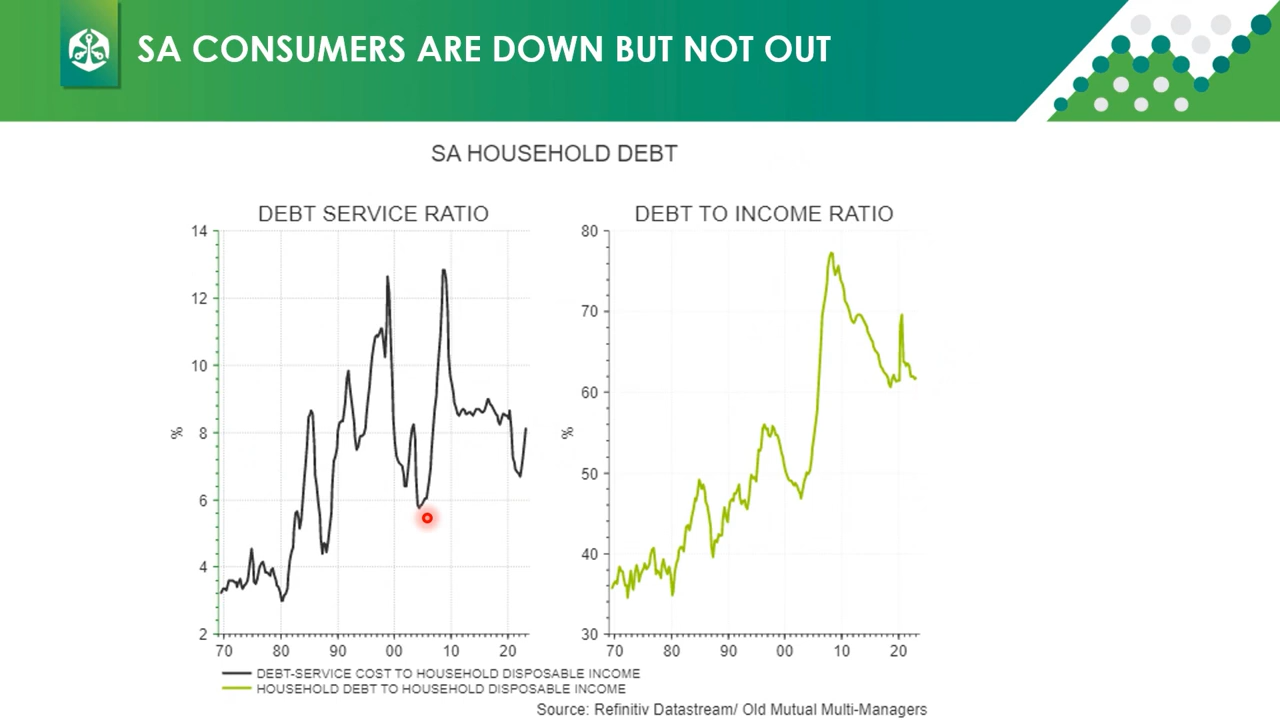 SA CONSUMERS ARE DOWN BUT NOT OUT
SA HOUSEHOLD DEBT
DEBT SERVICE RATIO
14
12
10
8
6
4
2
%
70 80 90 00 10 20
DEBT TO INCOME RATIO
80
70
60
50
40
30
%
70 80 90 00 10 20
DEBT-SERVICE COST TO HOUSEHOLD DISPOSABLE INCOME
HOUSEHOLD DEBT TO HOUSEHOLD DISPOSABLE INCOME
Source: Refinitiv Datastream/ Old Mutual Multi-Managers